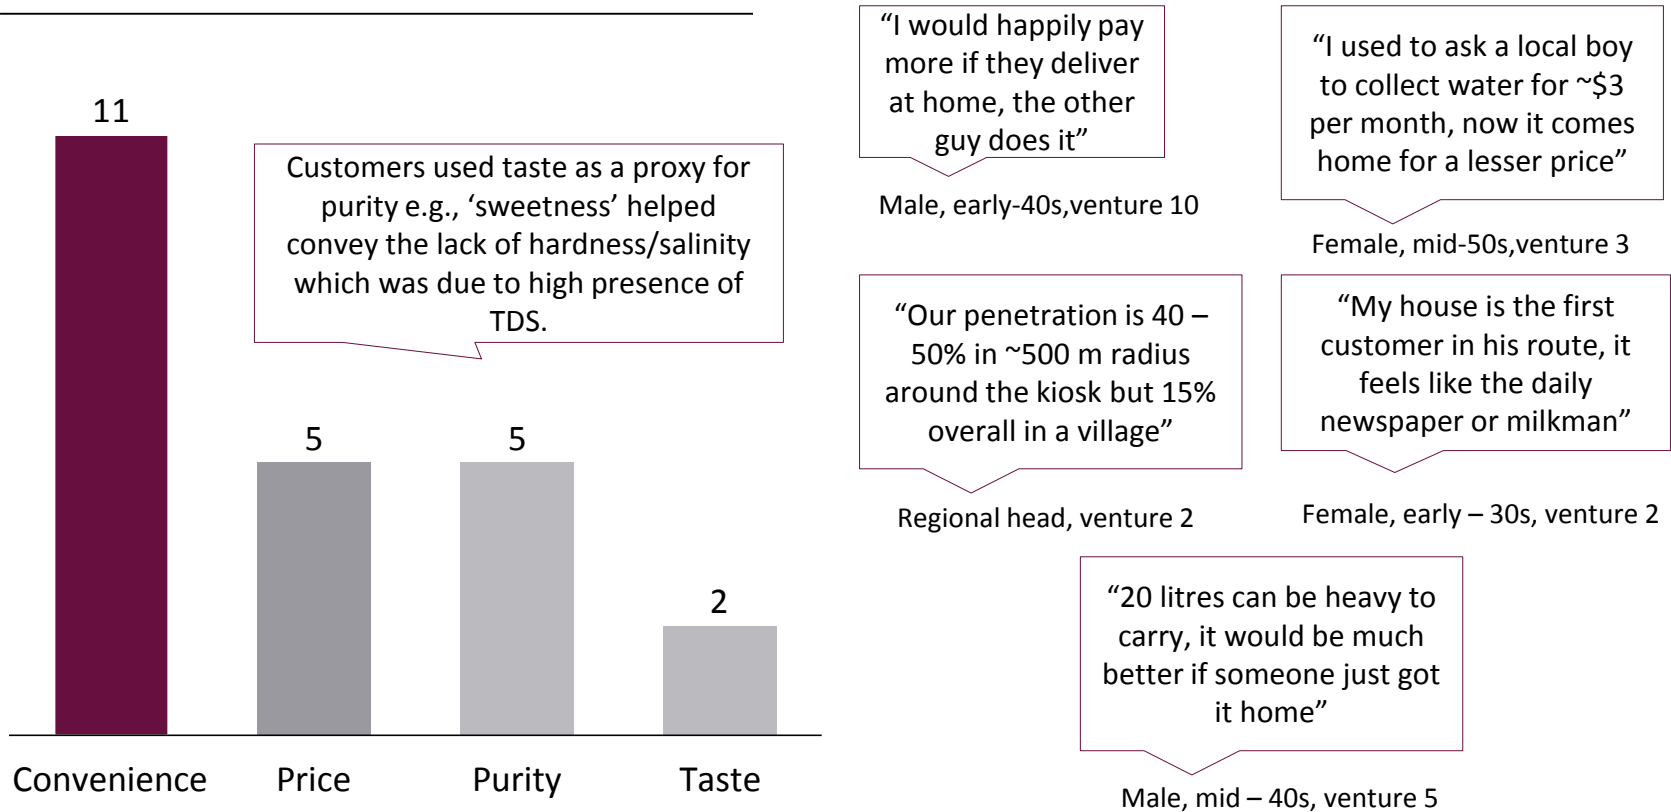 11
5
5
2
Convenience
Price
Purity
Taste
Customers used taste as a proxy for
purity e.g., ‘sweetness’ helped
convey the lack of hardness/salinity
which was due to high presence of
TDS.
“I would happily pay
more if they deliver
at home, the other
guy does it”
Male, early-40s,venture 10
“I used to ask a local boy
to collect water for ~$3
per month, now it comes
home for a lesser price”
Female, mid-50s,venture 3
“Our penetration is 40 –
50% in ~500 m radius
around the kiosk but 15%
overall in a village”
Regional head, venture 2
“My house is the first
customer in his route, it
feels like the daily
newspaper or milkman”
Female, early – 30s, venture 2
“20 litres can be heavy to
carry, it would be much
better if someone just got
it home”
Male, mid – 40s, venture 5